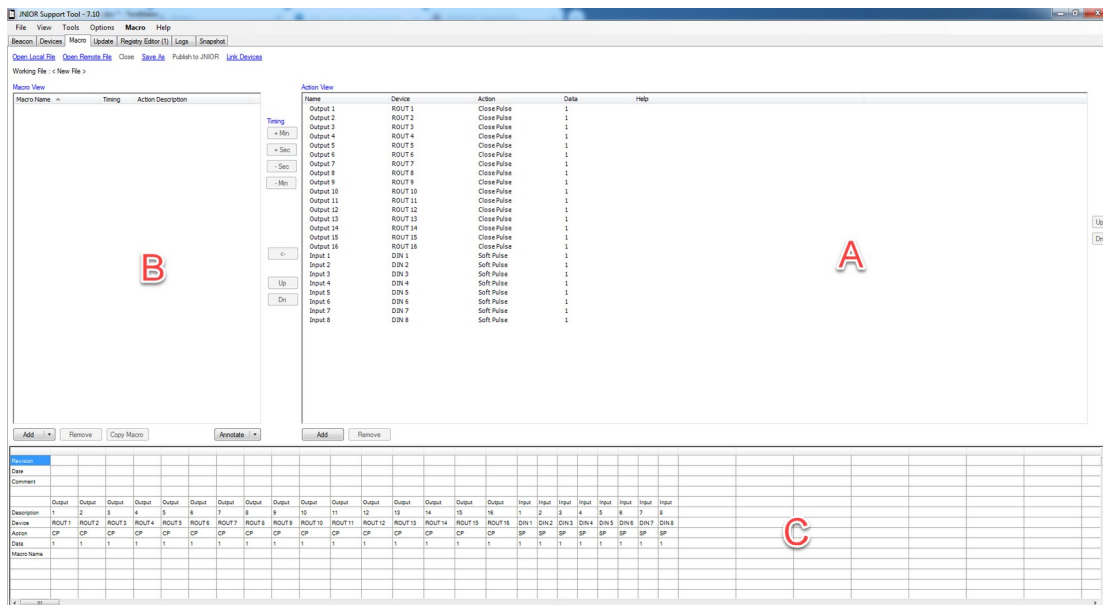 JNIOR Support Tool - 7.10
File View Tools Options Macro Help
Beacon Devices Macro Update Registry Editor (1) Logs Snapshot
Open Local File Open Remote File Close Save As Publish to JNIOR Link Devices
Working File : < New File >
Macro View
Macro Name Timing Action Description
Timing
+ Min
+ Sec
- Sec
- Min
<-
Up
Dn
B
Add Remove Copy Macro Annotate
Action View
Name Device Action Data Help
Output 1 ROUT 1 Close Pulse 1
Output 2 ROUT 2 Close Pulse 1
Output 3 ROUT 3 Close Pulse 1
Output 4 ROUT 4 Close Pulse 1
Output 5 ROUT 5 Close Pulse 1
Output 6 ROUT 6 Close Pulse 1
Output 7 ROUT 7 Close Pulse 1
Output 8 ROUT 8 Close Pulse 1
Output 9 ROUT 9 Close Pulse 1
Output 10 ROUT 10 Close Pulse 1
Output 11 ROUT 11 Close Pulse 1
Output 12 ROUT 12 Close Pulse 1
Output 13 ROUT 13 Close Pulse 1
Output 14 ROUT 14 Close Pulse 1
Output 15 ROUT 15 Close Pulse 1
Output 16 ROUT 16 Close Pulse 1
Input 1 DIN 1 Soft Pulse 1
Input 2 DIN 2 Soft Pulse 1
Input 3 DIN 3 Soft Pulse 1
Input 4 DIN 4 Soft Pulse 1
Input 5 DIN 5 Soft Pulse 1
Input 6 DIN 6 Soft Pulse 1
Input 7 DIN 7 Soft Pulse 1
Input 8 DIN 8 Soft Pulse 1
A
Up
Dn
Add Remove
Revision
Date
Comment
Output Output Output Output Output Output Output Output Output Output Output Output Output Output Output Output Input Input Input Input Input Input Input Input
Description 1 2 3 4 5 6 7 8 9 10 11 12 13 14 15 16 1 2 3 4 5 6 7 8
Device ROUT 1 ROUT 2 ROUT 3 ROUT 4 ROUT 5 ROUT 6 ROUT 7 ROUT 8 ROUT 9 ROUT 10 ROUT 11 ROUT 12 ROUT 13 ROUT 14 ROUT 15 ROUT 16 DIN 1 DIN 2 DIN 3 DIN 4 DIN 5 DIN 6 DIN 7 DIN 8
Action CP CP CP CP CP CP CP CP CP CP CP CP CP CP CP CP SP SP SP SP SP SP SP SP
Data 1 1 1 1 1 1 1 1 1 1 1 1 1 1 1 1 1 1 1 1 1 1 1 1
Macro Name
C